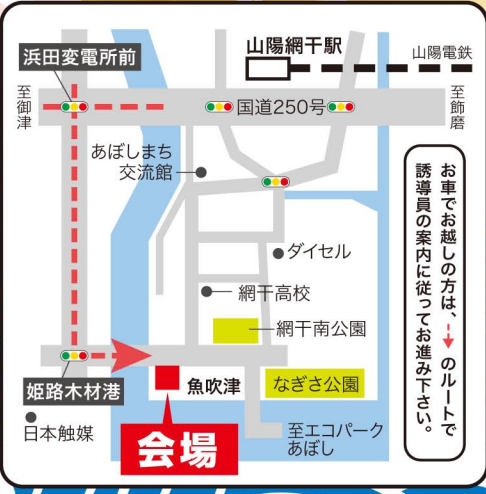 浜田変電所前
山陽網干駅
山陽電鉄
至御津
国道250号
至飾磨
あぼしまち
交流館
ダイセル
網干高校
網干南公園
姫路木材港
魚吹津
なぎさ公園
日本触媒
会場
至エコパーク
あぼし
お車でお越しの方は、のルートで
誘導員の案内に従ってお進み下さい。